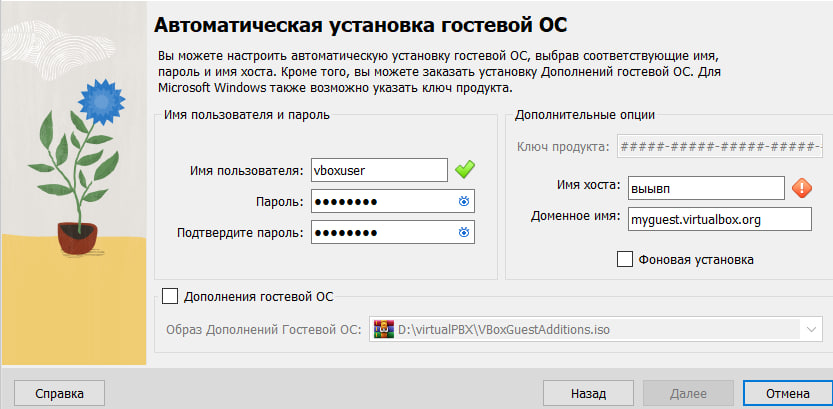 Автоматическая установка гостевой ОС
Вы можете настроить автоматическую установку гостевой ОС, выбрав соответствующие имя,
пароль и имя хоста. Кроме того, вы можете заказать установку Дополнений гостевой ОС. Для
Microsoft Windows также возможно указать ключ продукта.
Имя пользователя и пароль
Имя пользователя: vboxuser
Пароль: ●●●●●●●●
Подтвердите пароль: ●●●●●●●●
Дополнительные опции
Ключ продукта: #####-#####-#####-#####-
Имя хоста: выывп
Доменное имя: myguest.virtualbox.org
Фоновая установка
Дополнения гостевой ОС
Образ Дополнений Гостевой ОС: D:\virtualPBX\VBoxGuestAdditions.iso
Справка
Назад
Далее
Отмена